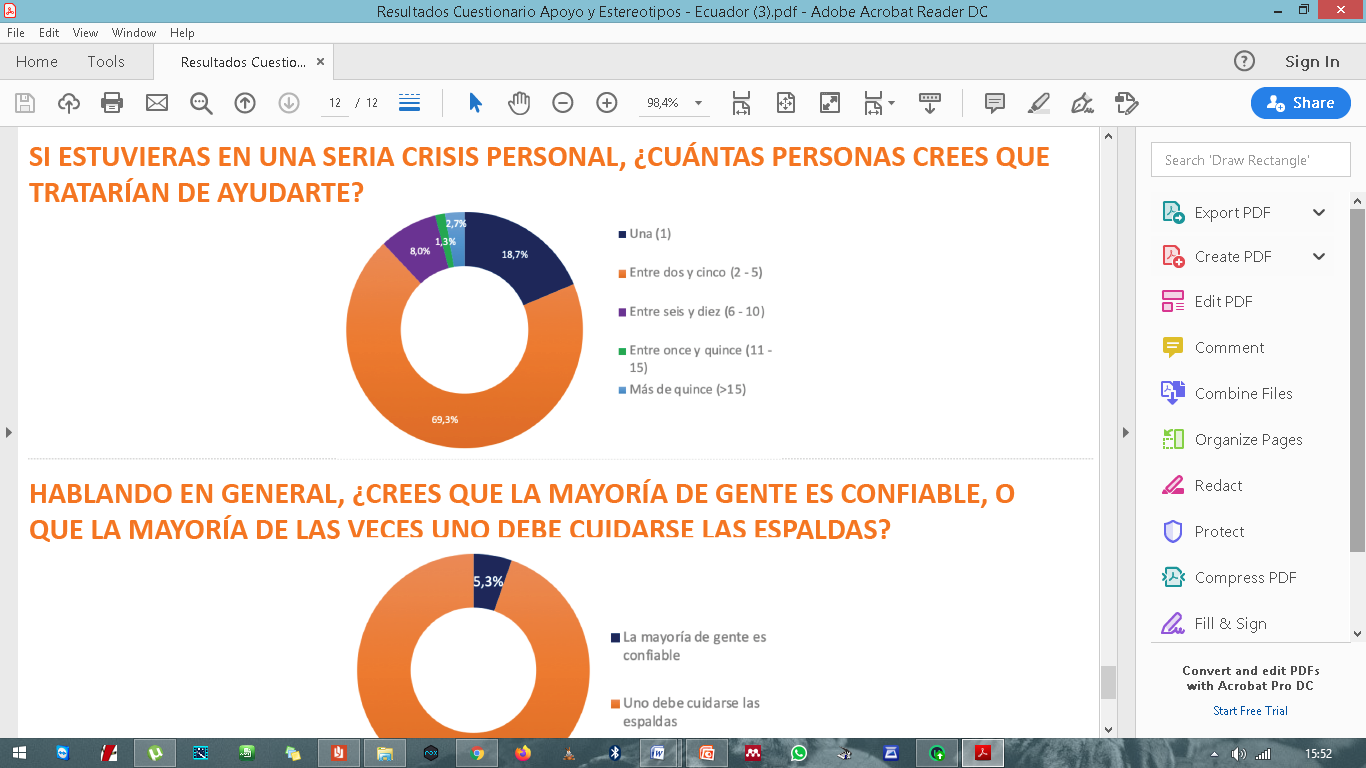 Resultados Cuestionario Apoyo y Estereotipos - Ecuador (3).pdf - Adobe Acrobat Reader DC
File Edit View Window Help
Home Tools Resultados Cuestio... × Sign In
12 / 12 98,4% Share
SI ESTUVIERAS EN UNA SERIA CRISIS PERSONAL, ¿CUÁNTAS PERSONAS CREES QUE
TRATARÍAN DE AYUDARTE?
2,7%
1,3%
8,0%
18,7%
69,3%
Una (1)
Entre dos y cinco (2 - 5)
Entre seis y diez (6 - 10)
Entre once y quince (11 -
15)
Más de quince (>15)
HABLANDO EN GENERAL, ¿CREES QUE LA MAYORÍA DE GENTE ES CONFIABLE, O
QUE LA MAYORÍA DE LAS VECES UNO DEBE CUIDARSE LAS ESPALDAS?
5,3%
La mayoría de gente es
confiable
Uno debe cuidarse las
espaldas
Search 'Draw Rectangle'
Export PDF
Create PDF
Edit PDF
Comment
Combine Files
Organize Pages
Redact
Protect
Compress PDF
Fill & Sign
Convert and edit PDFs
with Acrobat Pro DC
Start Free Trial
15:52